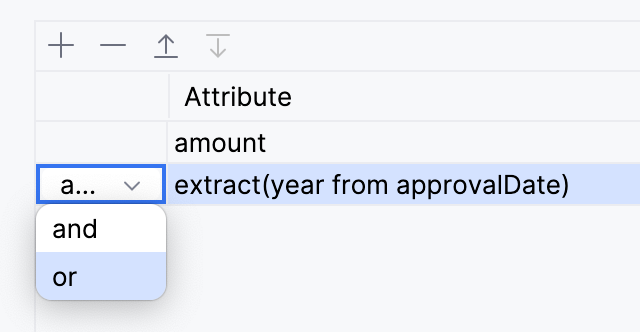 Attribute
amount
a... extract(year from approvalDate)
and
or